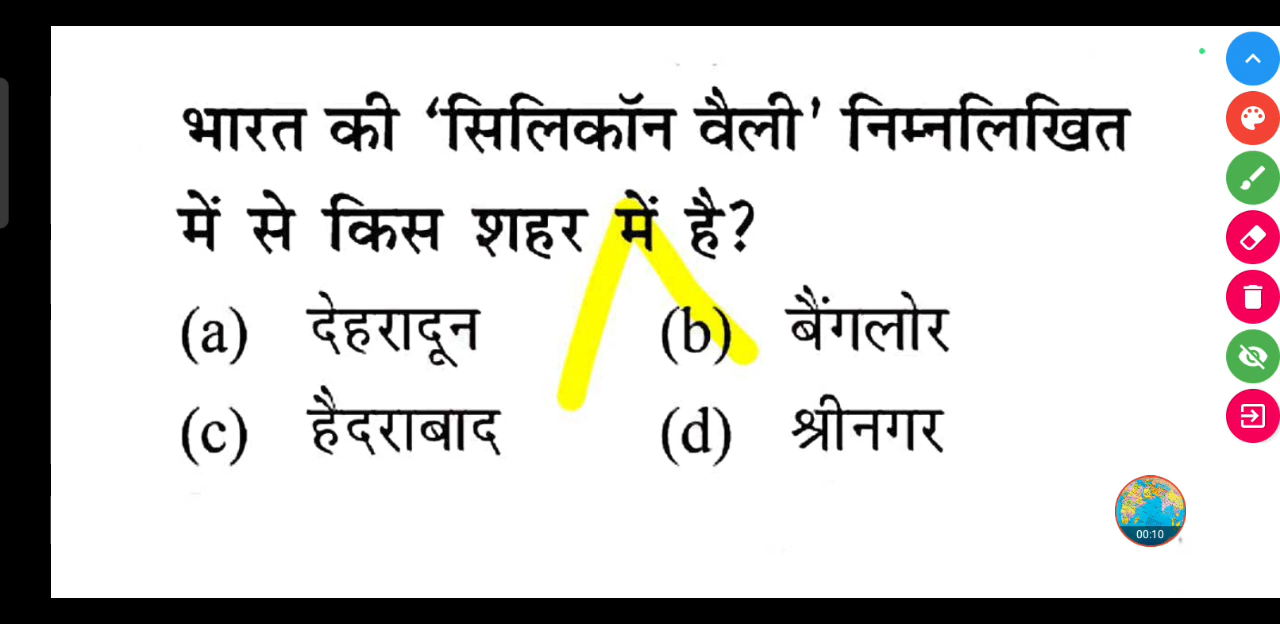 भारत की ‘सिलिकॉन वैली’ निम्नलिखित
में से किस शहर में है?
(a) देहरादून (b) बैंगलोर
(c) हैदराबाद (d) श्रीनगर
00:10